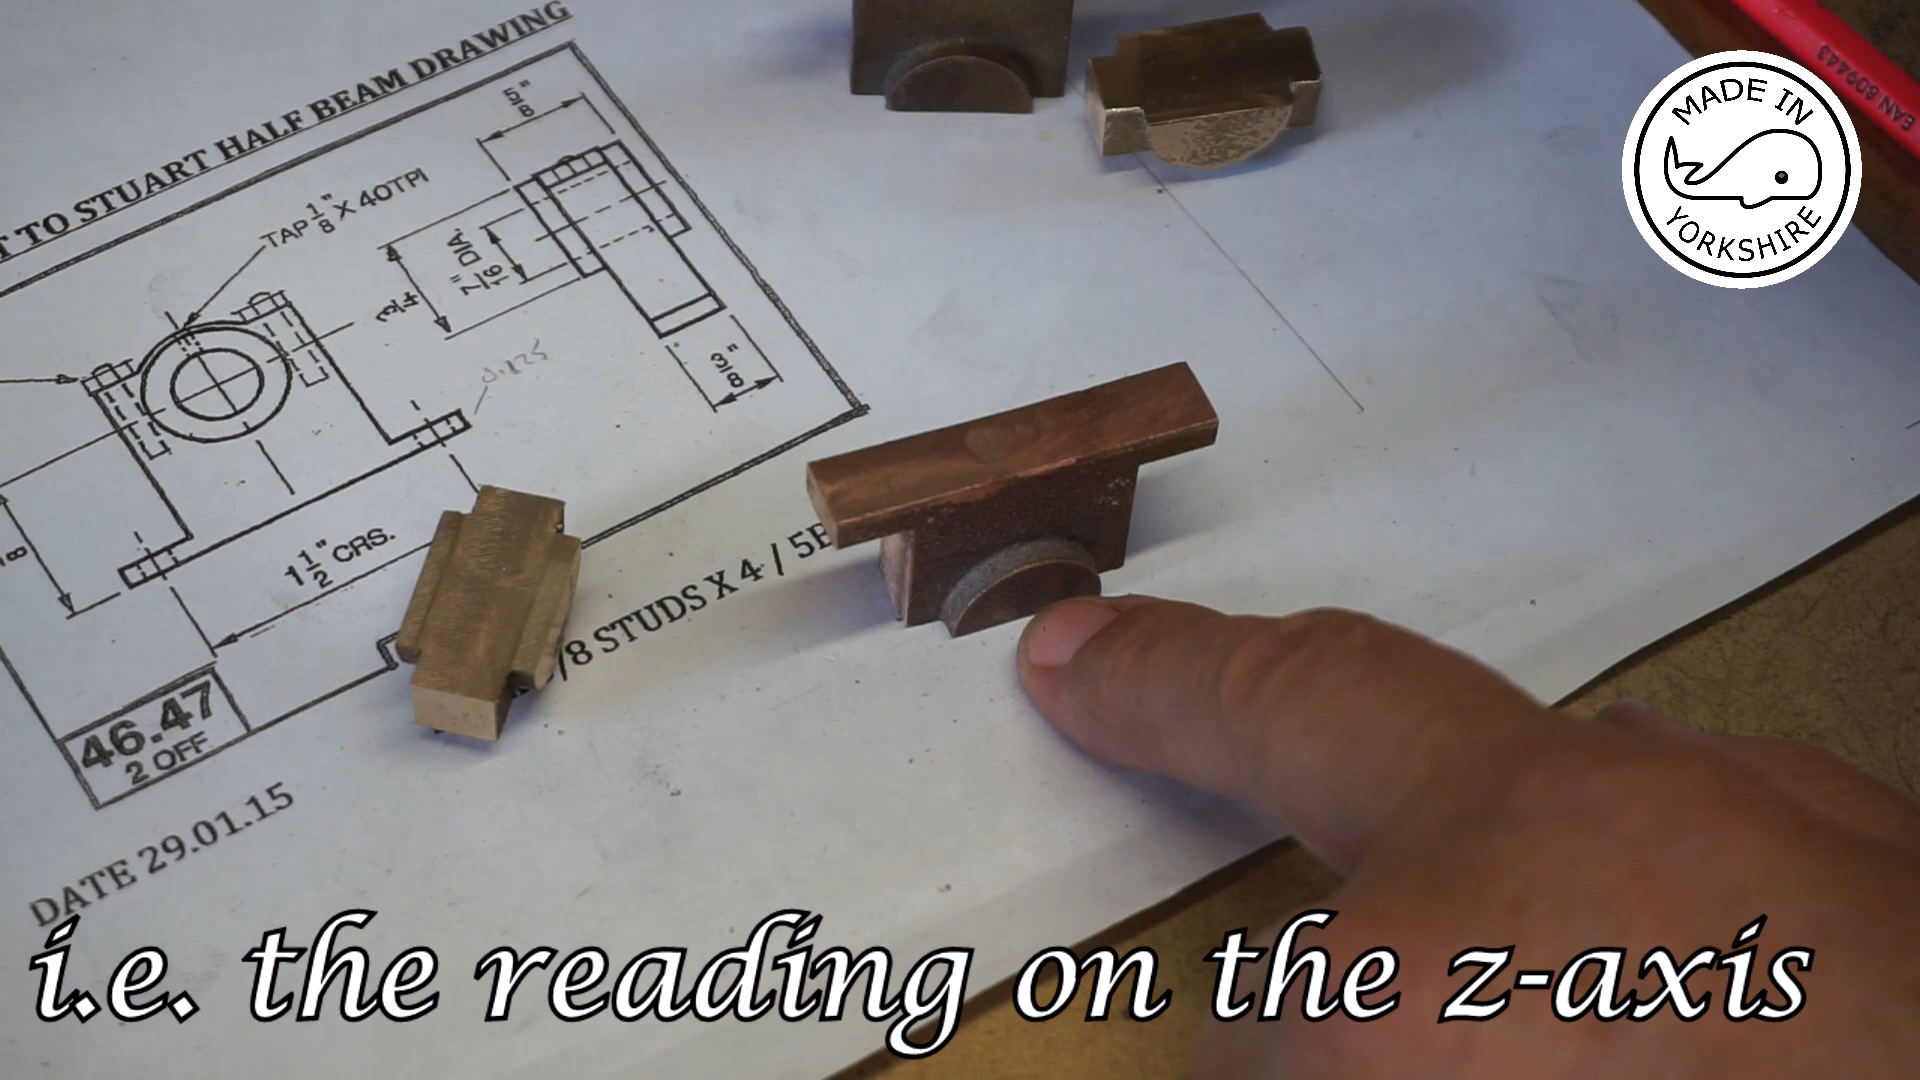 T TO STUART HALF BEAM DRAWING
5/8"
TAP 1/8" X 40TPI
7/16" DIA.
3/4
0.125
3/8"
1 1/2" CRS.
8
/8 STUDS X 4 / 5B
46.47
2 OFF
DATE 29.01.15
MADE IN
YORKSHIRE
EAN 809443
i.e. the reading on the z-axis